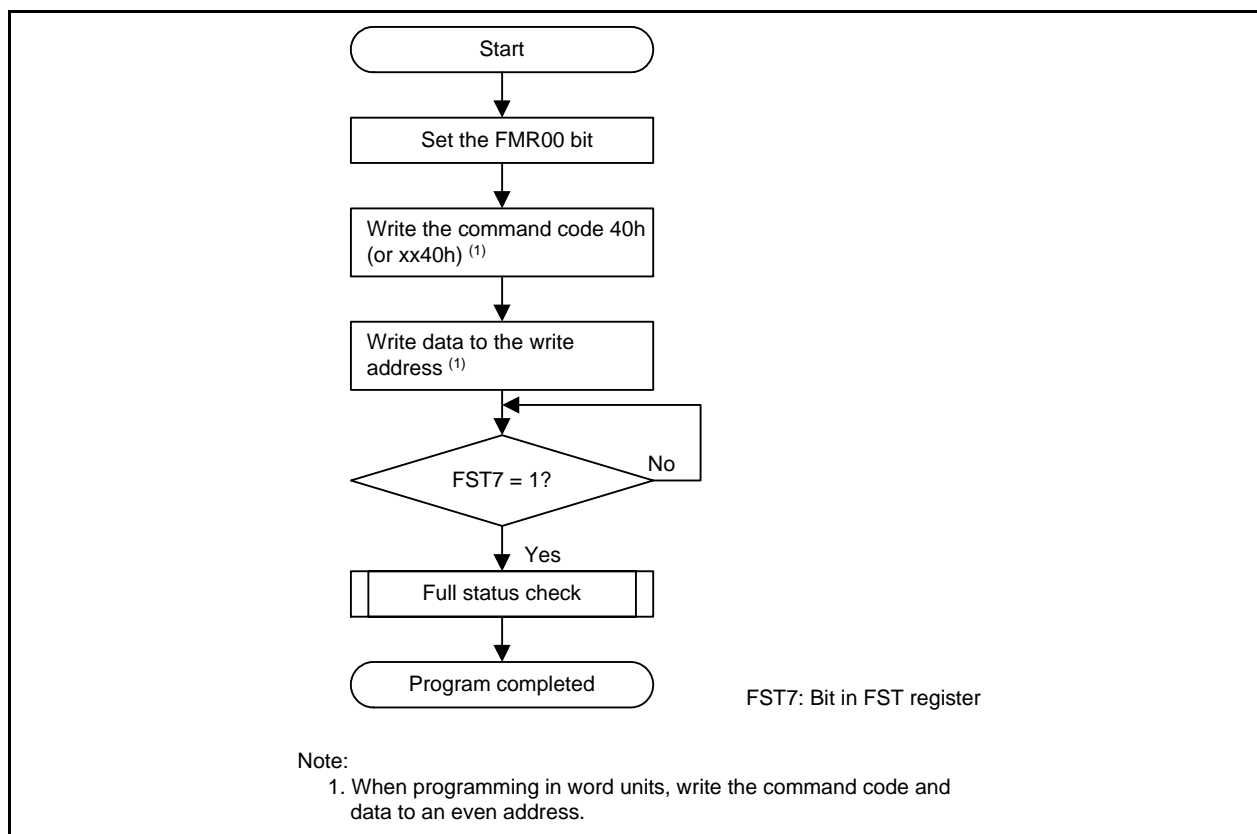 Start
Set the FMR00 bit
Write the command code 40h
(or xx40h) (1)
Write data to the write
address (1)
FST7 = 1?
No
Yes
Full status check
Program completed
FST7: Bit in FST register
Note:
1. When programming in word units, write the command code and
data to an even address.